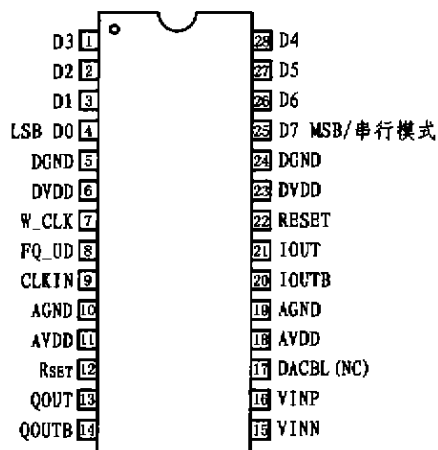 D3 1 28 D4
D2 2 27 D5
D1 3 26 D6
LSB D0 4 25 D7 MSB/串行模式
DGND 5 24 DGND
DVDD 6 23 DVDD
W_CLK 7 22 RESET
FQ_UD 8 21 IOUT
CLKIN 9 20 IOUTB
AGND 10 19 AGND
AVDD 11 18 AVDD
RSET 12 17 DACBL (NC)
QOUT 13 16 VINP
QOUTB 14 15 VINN